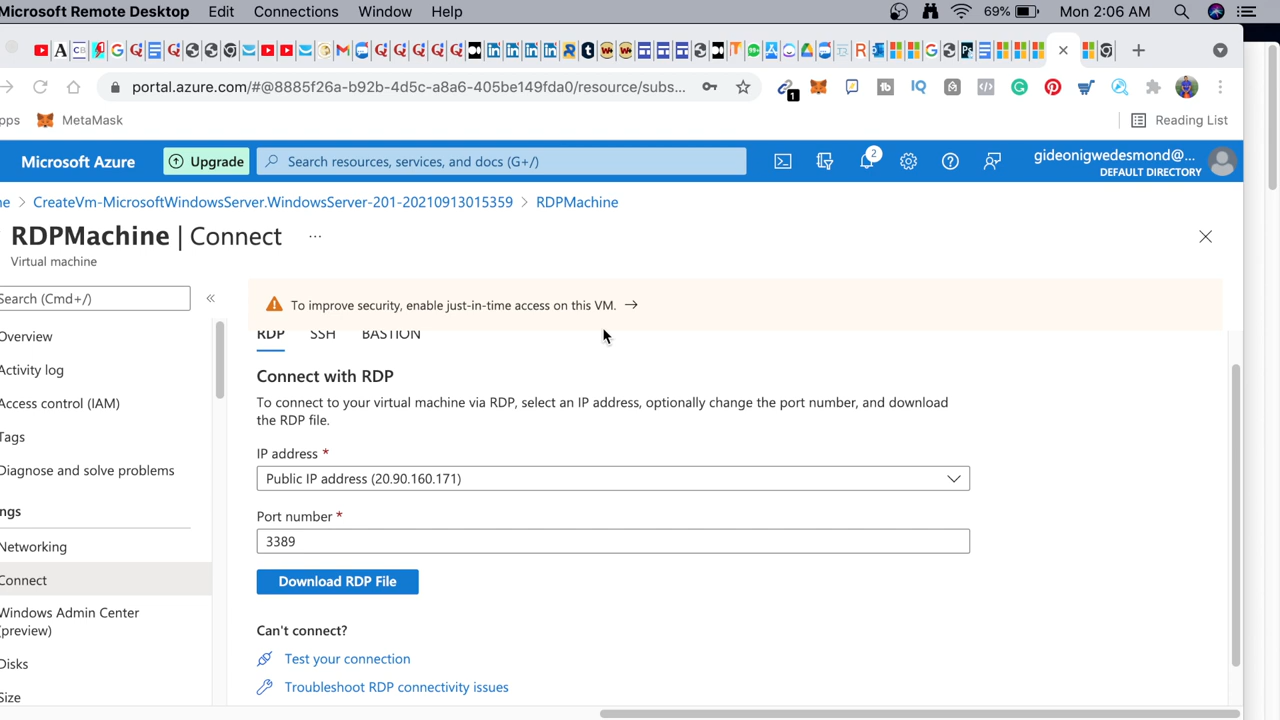 Microsoft Remote Desktop Edit Connections Window Help 69% Mon 2:06 AM
portal.azure.com/#@8885f26a-b92b-4d5c-a8a6-405be149fda0/resource/subs...
1
pps MetaMask Reading List
Microsoft Azure Upgrade Search resources, services, and docs (G+/) 2 gideonigwedesmond@...
DEFAULT DIRECTORY
me > CreateVm-MicrosoftWindowsServer.WindowsServer-201-20210913015359 > RDPMachine
RDPMachine | Connect ...
Virtual machine
Search (Cmd+/) «
To improve security, enable just-in-time access on this VM. →
Overview
RDP SSH BASTION
Activity log
Connect with RDP
Access control (IAM)
To connect to your virtual machine via RDP, select an IP address, optionally change the port number, and download
the RDP file.
Tags
IP address *
Diagnose and solve problems
Public IP address (20.90.160.171)
ngs
Port number *
Networking
3389
Connect
Download RDP File
Windows Admin Center
(preview)
Can't connect?
Disks
Test your connection
Size
Troubleshoot RDP connectivity issues